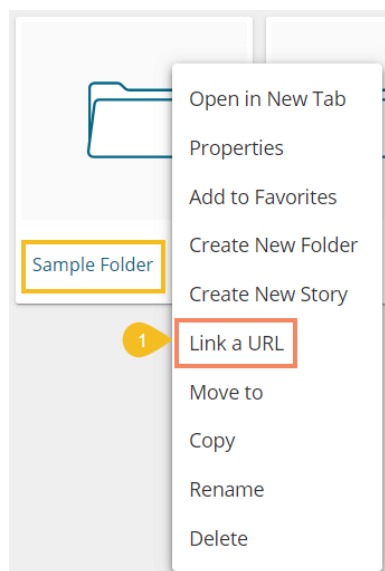 Open in New Tab
Properties
Add to Favorites
Create New Folder
Sample Folder
Create New Story
1
Link a URL
Move to
Copy
Rename
Delete